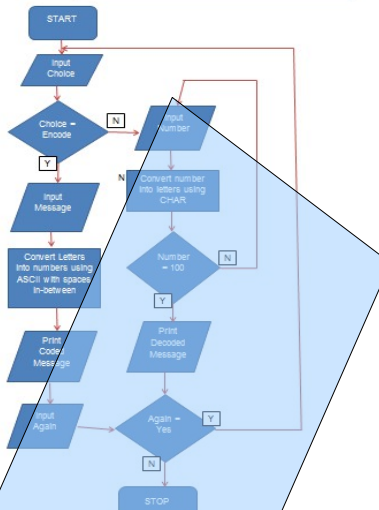 START
Input
Choice
Choice =
Encode
N
Y
Input
Number
N
Convert number
into letters using
CHAR
Input
Message
Convert Letters
into numbers using
ASCII with spaces
in-between
Number
= 100
N
Y
Print
Coded
Message
Print
Decoded
Message
Input
Again
Again =
Yes
Y
N
STOP